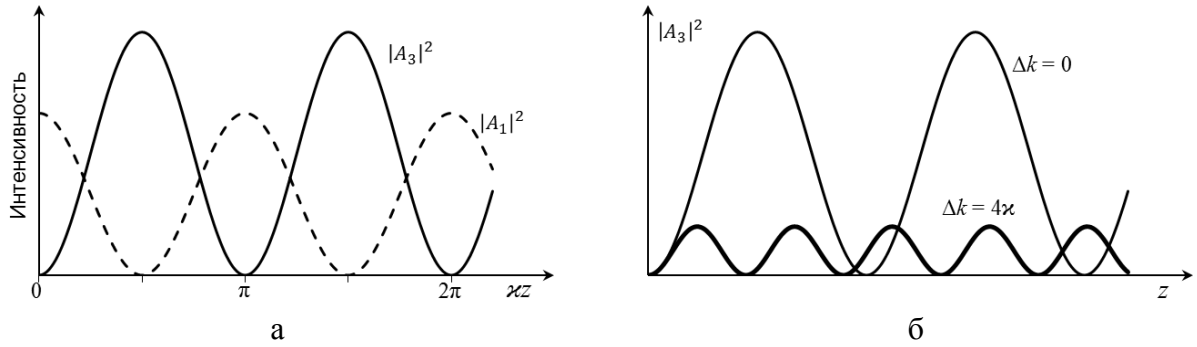 Интенсивность
|A₃|²
|A₁|²
0
π
2π
ϰz
а
|A₃|²
Δk = 0
Δk = 4ϰ
z
б